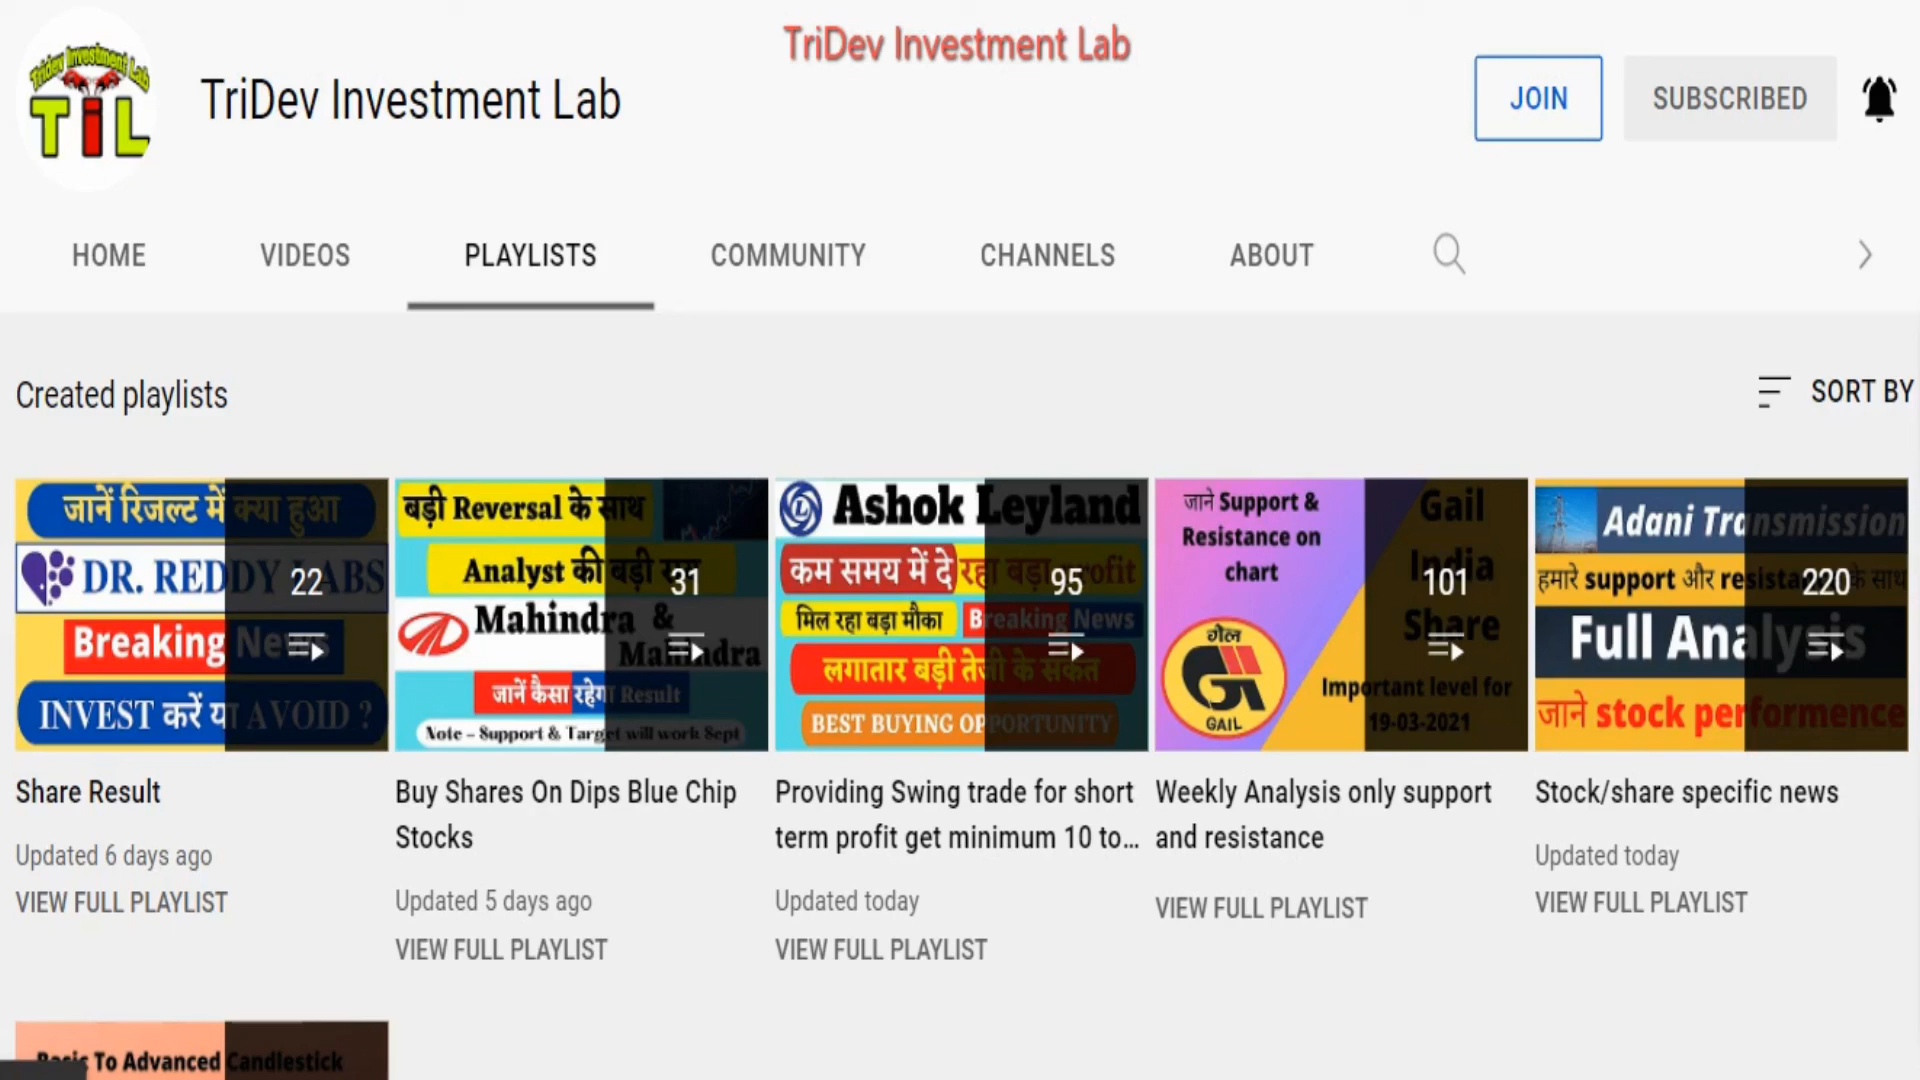 TriDev Investment Lab
Tridev Investment Lab
TiL
TriDev Investment Lab
JOIN
SUBSCRIBED
HOME
VIDEOS
PLAYLISTS
COMMUNITY
CHANNELS
ABOUT
Created playlists
SORT BY
जानें रिजल्ट में क्या हुआ
DR. REDDY LABS
22
Breaking News
INVEST करें या AVOID ?
बड़ी Reversal के साथ
Analyst की बड़ी राय
31
Mahindra &
Mahindra
जानें कैसा रहेगा Result
Note - Support & Target will work Sept
Ashok Leyland
कम समय में दे रहा बड़ा profit
95
मिल रहा बड़ा मौका
Breaking News
लगातार बड़ी तेजी के संकेत
BEST BUYING OPPORTUNITY
जाने Support &
Resistance on
chart
Gail
India
Share
101
गेल
GAIL
Important level for
19-03-2021
Adani Transmission
हमारे support और resistance के साथ
220
Full Analysis
जाने stock performence
Share Result
Updated 6 days ago
VIEW FULL PLAYLIST
Buy Shares On Dips Blue Chip
Stocks
Updated 5 days ago
VIEW FULL PLAYLIST
Providing Swing trade for short
term profit get minimum 10 to...
Updated today
VIEW FULL PLAYLIST
Weekly Analysis only support
and resistance
VIEW FULL PLAYLIST
Stock/share specific news
Updated today
VIEW FULL PLAYLIST
Basic To Advanced Candlestick